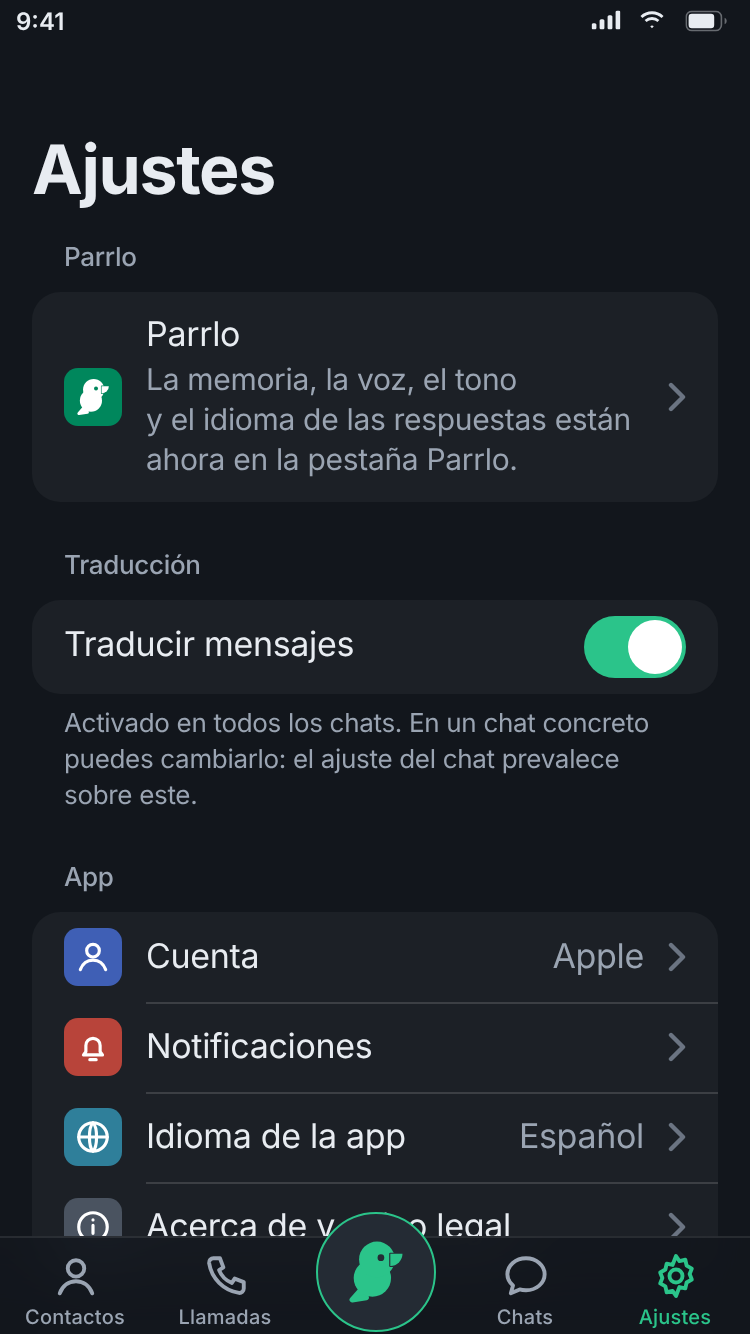 9:41
Ajustes
Parrlo
Parrlo
La memoria, la voz, el tono
y el idioma de las respuestas están
ahora en la pestaña Parrlo.
Traducción
Traducir mensajes
Activado en todos los chats. En un chat concreto
puedes cambiarlo: el ajuste del chat prevalece
sobre este.
App
Cuenta Apple
Notificaciones
Idioma de la app Español
Acerca de legal
Contactos Llamadas Chats Ajustes